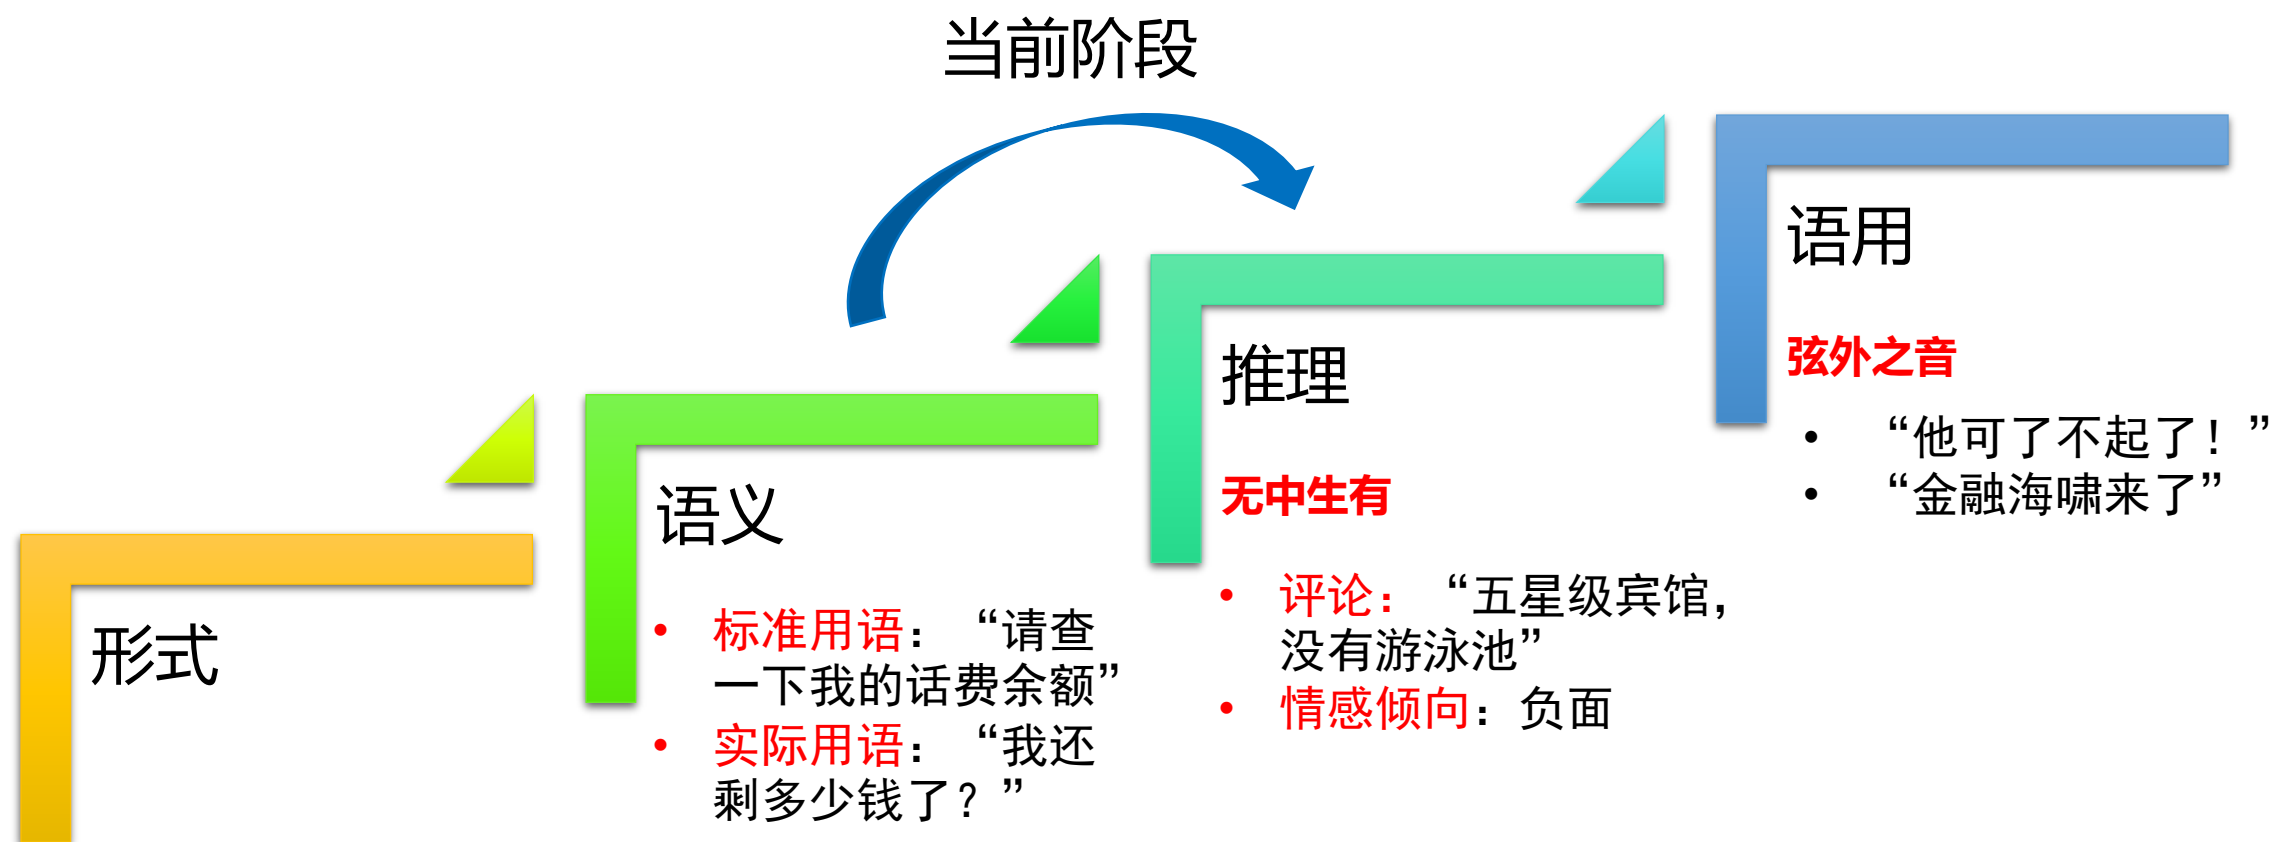 当前阶段
形式
语义
• 标准用语：“请查
一下我的话费余额”
• 实际用语：“我还
剩多少钱了？”
推理
无中生有
• 评论：“五星级宾馆，
没有游泳池”
• 情感倾向：负面
语用
弦外之音
• “他可了不起了！”
• “金融海啸来了”